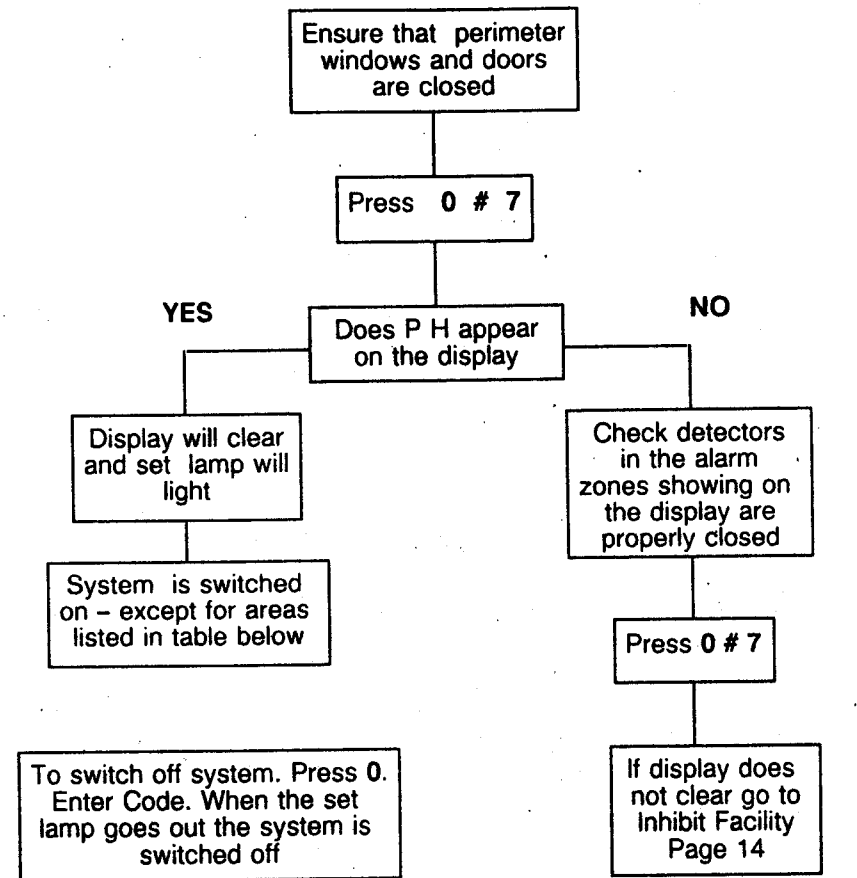 Ensure that perimeter
windows and doors
are closed
Press 0 # 7
YES
NO
Does P H appear
on the display
Display will clear
and set lamp will
light
Check detectors
in the alarm
zones showing on
the display are
properly closed
System is switched
on – except for areas
listed in table below
Press 0 # 7
To switch off system. Press 0.
Enter Code. When the set
lamp goes out the system is
switched off
If display does
not clear go to
Inhibit Facility
Page 14